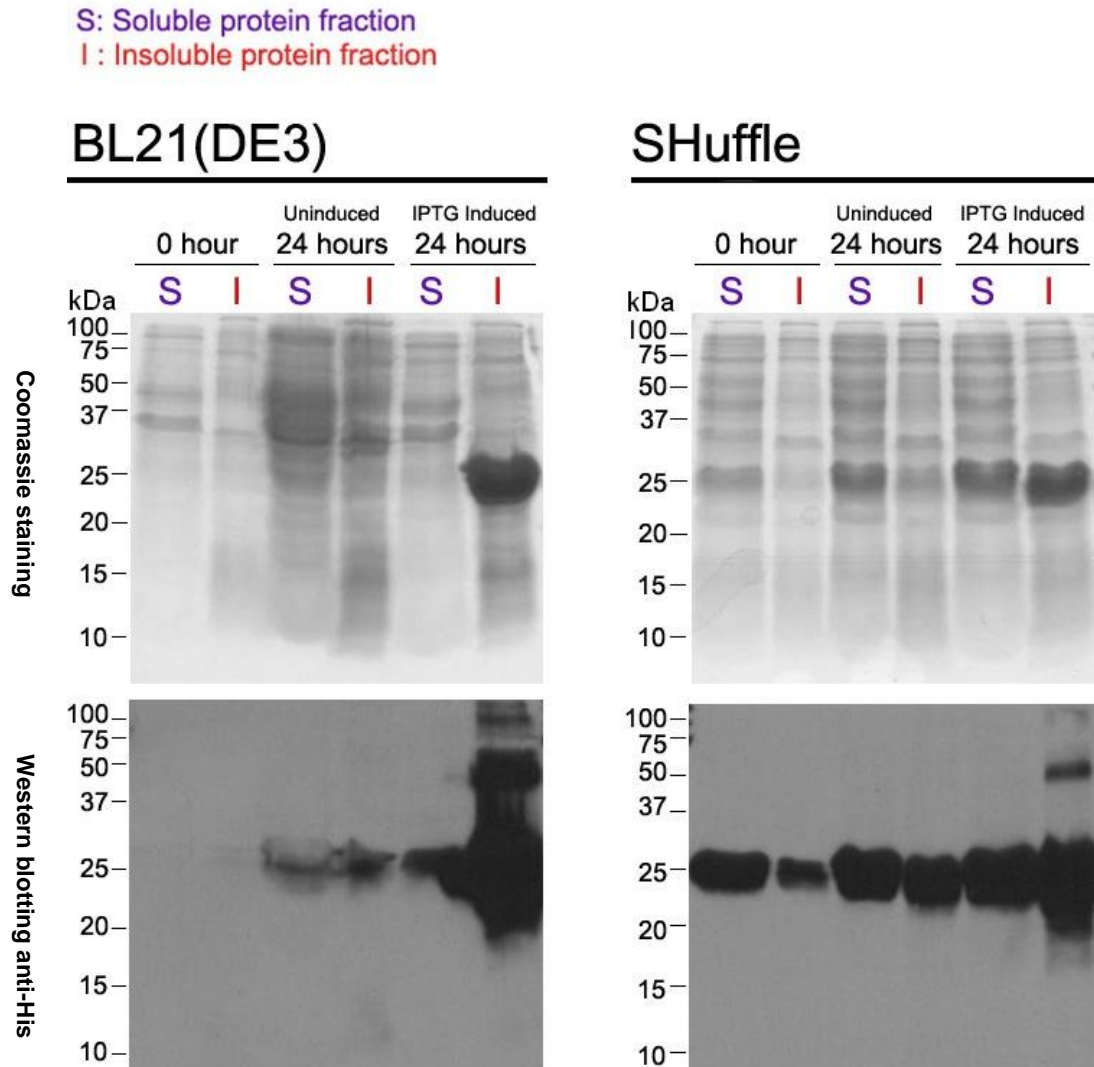 S: Soluble protein fraction
I : Insoluble protein fraction
BL21(DE3)
SHuffle
Uninduced IPTG Induced
0 hour 24 hours 24 hours
S I S I S I
Uninduced IPTG Induced
0 hour 24 hours 24 hours
S I S I S I
Coomassie staining
kDa
100
75
50
37
25
20
15
10
kDa
100
75
50
37
25
20
15
10
Western blotting anti-His
100
75
50
37
25
20
15
10
100
75
50
37
25
20
15
10